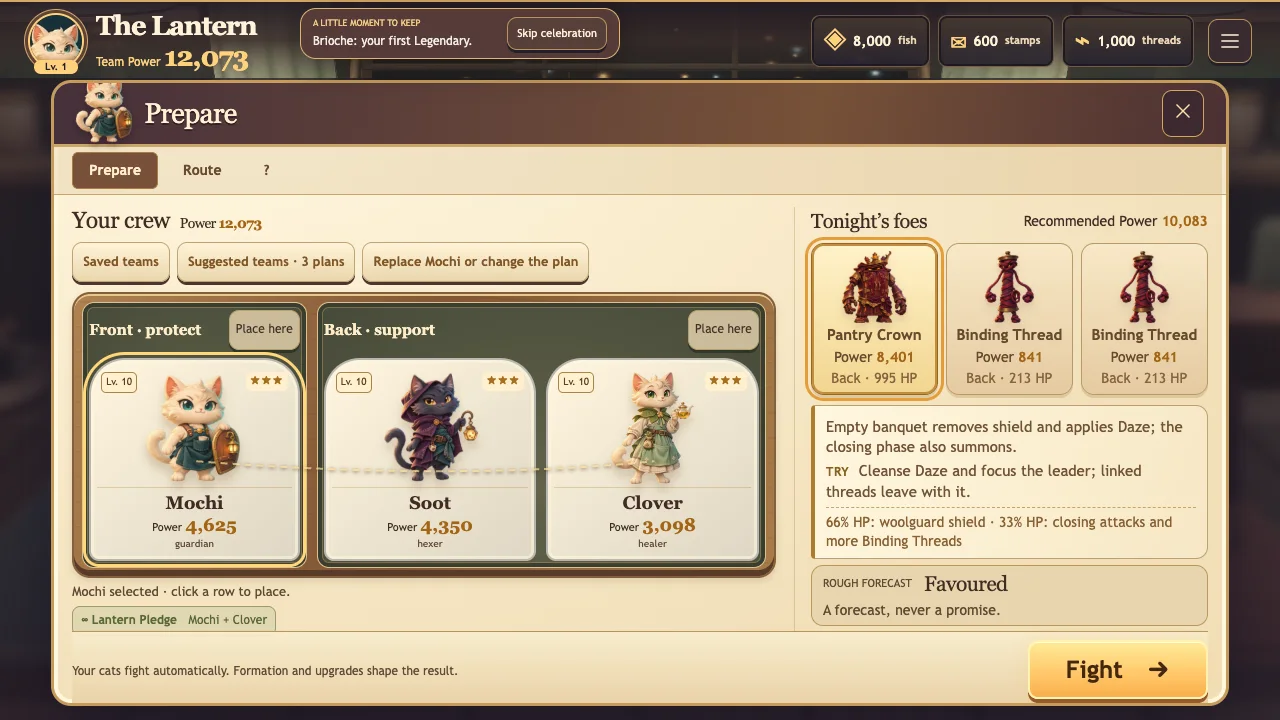 The Lantern
Team Power 12,073
Lv. 1
A LITTLE MOMENT TO KEEP
Brioche: your first Legendary.
Skip celebration
8,000 fish
600 stamps
1,000 threads
Prepare
Prepare
Route
?
Your crew Power 12,073
Saved teams
Suggested teams · 3 plans
Replace Mochi or change the plan
Front · protect
Place here
Back · support
Place here
Lv. 10
Mochi
Power 4,625
guardian
Lv. 10
Soot
Power 4,350
hexer
Lv. 10
Clover
Power 3,098
healer
Mochi selected · click a row to place.
∞ Lantern Pledge Mochi + Clover
Tonight's foes
Recommended Power 10,083
Pantry Crown
Power 8,401
Back · 995 HP
Binding Thread
Power 841
Back · 213 HP
Binding Thread
Power 841
Back · 213 HP
Empty banquet removes shield and applies Daze; the
closing phase also summons.
TRY Cleanse Daze and focus the leader; linked
threads leave with it.
66% HP: woolguard shield · 33% HP: closing attacks and
more Binding Threads
ROUGH FORECAST Favoured
A forecast, never a promise.
Your cats fight automatically. Formation and upgrades shape the result.
Fight →